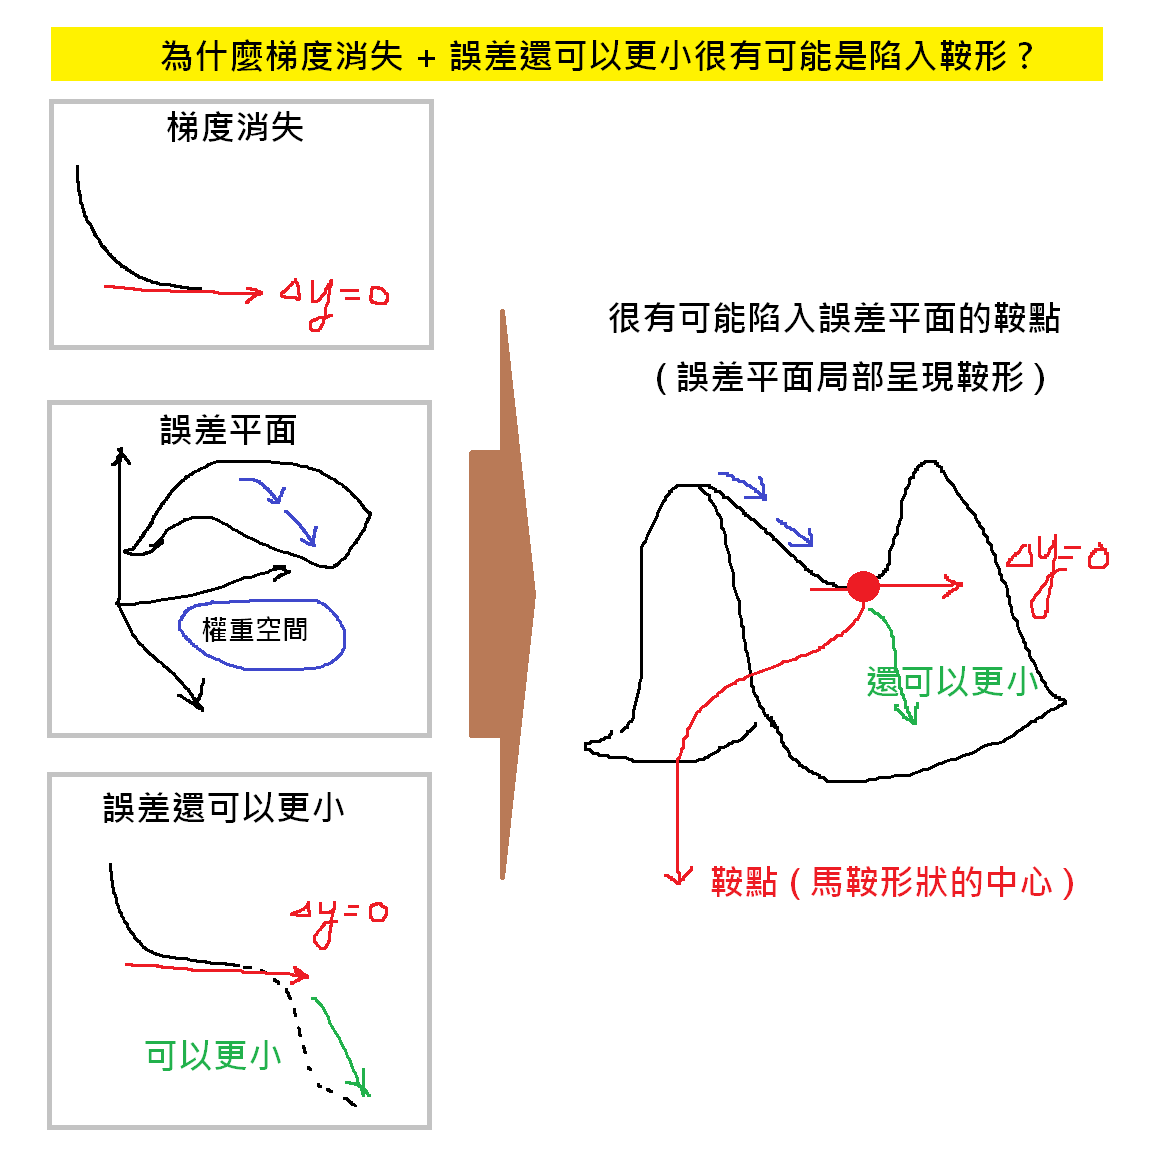 為什麼梯度消失 + 誤差還可以更小很有可能是陷入鞍形？
梯度消失
Δy=0
誤差平面
權重空間
誤差還可以更小
Δy=0
可以更小
很有可能陷入誤差平面的鞍點
（誤差平面局部呈現鞍形）
Δy=0
還可以更小
鞍點（馬鞍形狀的中心）